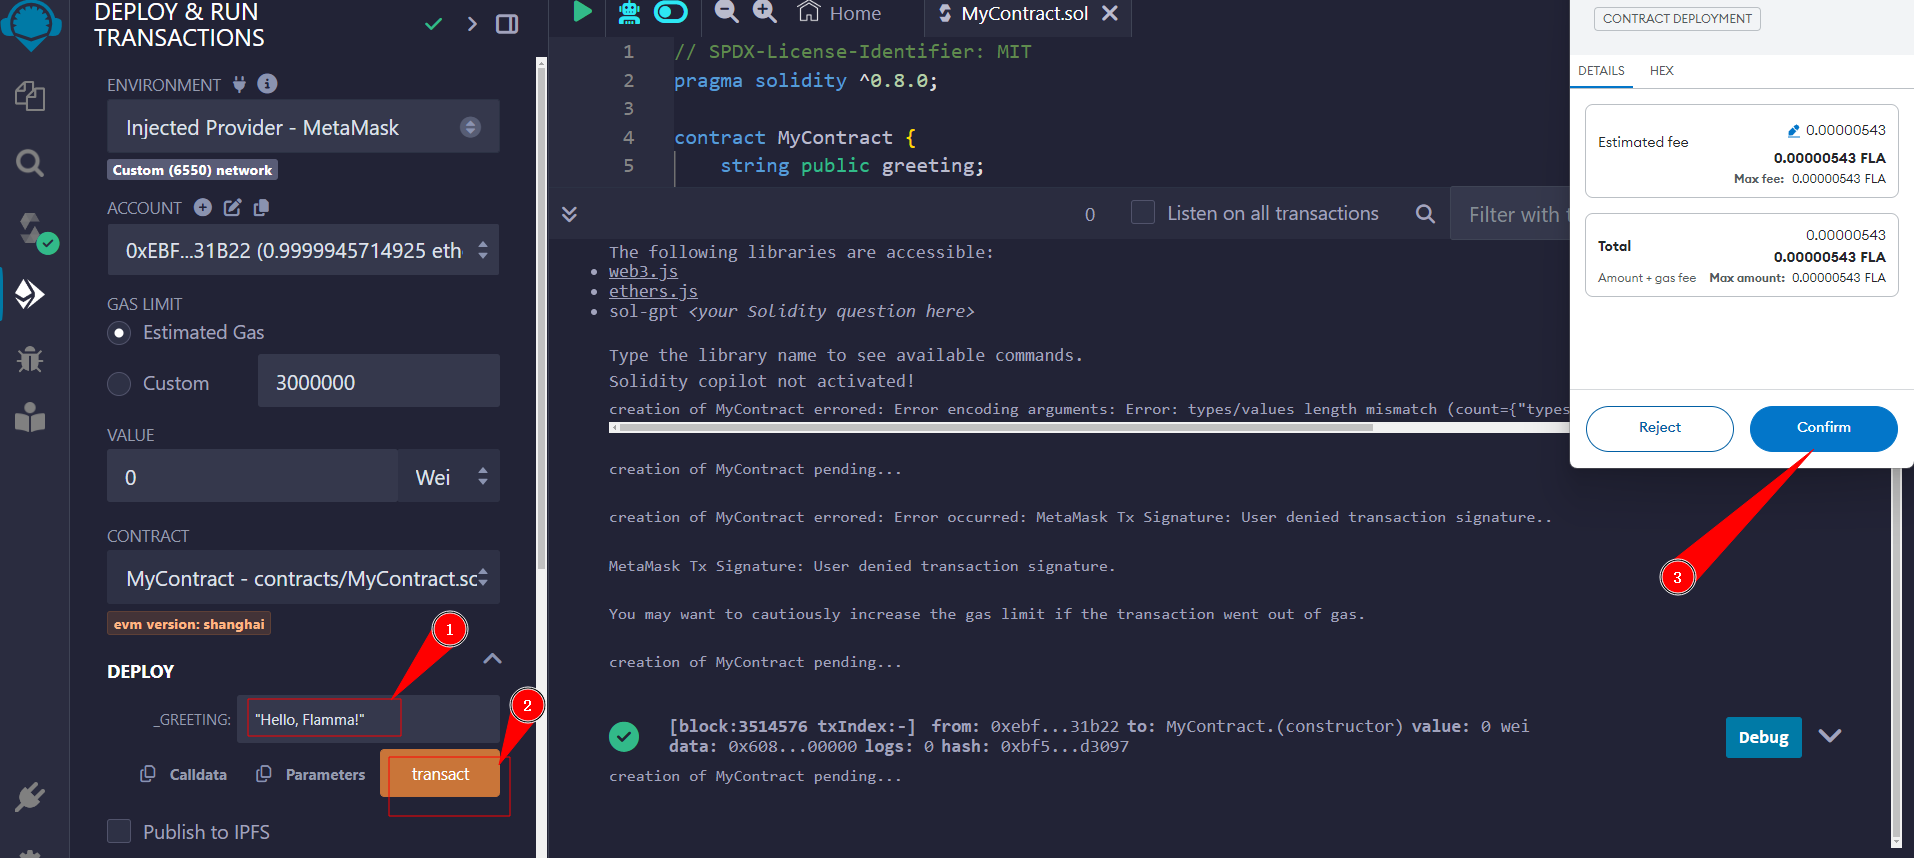 DEPLOY & RUN
TRANSACTIONS
ENVIRONMENT
Injected Provider - MetaMask
Custom (6550) network
ACCOUNT
0xEBF...31B22 (0.9999945714925 eth
GAS LIMIT
Estimated Gas
Custom
3000000
VALUE
0
Wei
CONTRACT
MyContract - contracts/MyContract.sc
evm version: shanghai
1
DEPLOY
2
_GREETING:
"Hello, Flamma!"
Calldata
Parameters
transact
Publish to IPFS
Home
MyContract.sol
1 // SPDX-License-Identifier: MIT
2 pragma solidity ^0.8.0;
3
4 contract MyContract {
5 string public greeting;
0
Listen on all transactions
Filter with
The following libraries are accessible:
web3.js
ethers.js
sol-gpt <your Solidity question here>
Type the library name to see available commands.
Solidity copilot not activated!
creation of MyContract errored: Error encoding arguments: Error: types/values length mismatch (count={"types
creation of MyContract pending...
creation of MyContract errored: Error occurred: MetaMask Tx Signature: User denied transaction signature..
MetaMask Tx Signature: User denied transaction signature.
You may want to cautiously increase the gas limit if the transaction went out of gas.
creation of MyContract pending...
[block:3514576 txIndex:-] from: 0xebf...31b22 to: MyContract.(constructor) value: 0 wei
data: 0x608...00000 logs: 0 hash: 0xbf5...d3097
Debug
creation of MyContract pending...
CONTRACT DEPLOYMENT
DETAILS
HEX
Estimated fee
0.00000543
0.00000543 FLA
Max fee: 0.00000543 FLA
Total
0.00000543
0.00000543 FLA
Amount + gas fee
Max amount: 0.00000543 FLA
Reject
Confirm
3